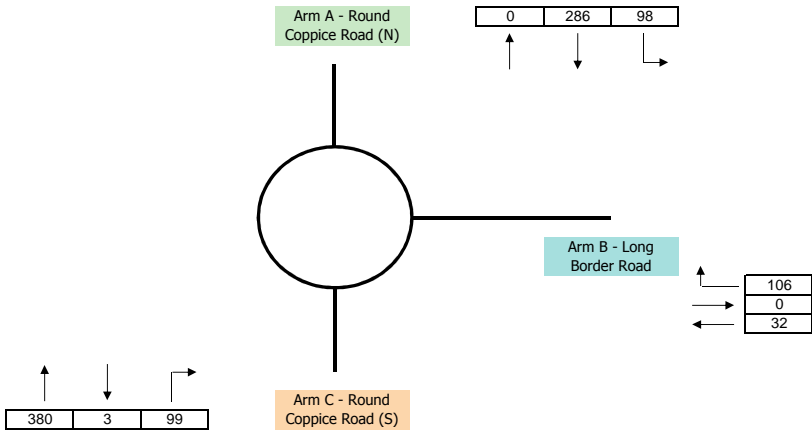 Arm A - Round
Coppice Road (N)
0 286 98
Arm B - Long
Border Road
106
0
32
Arm C - Round
Coppice Road (S)
380 3 99